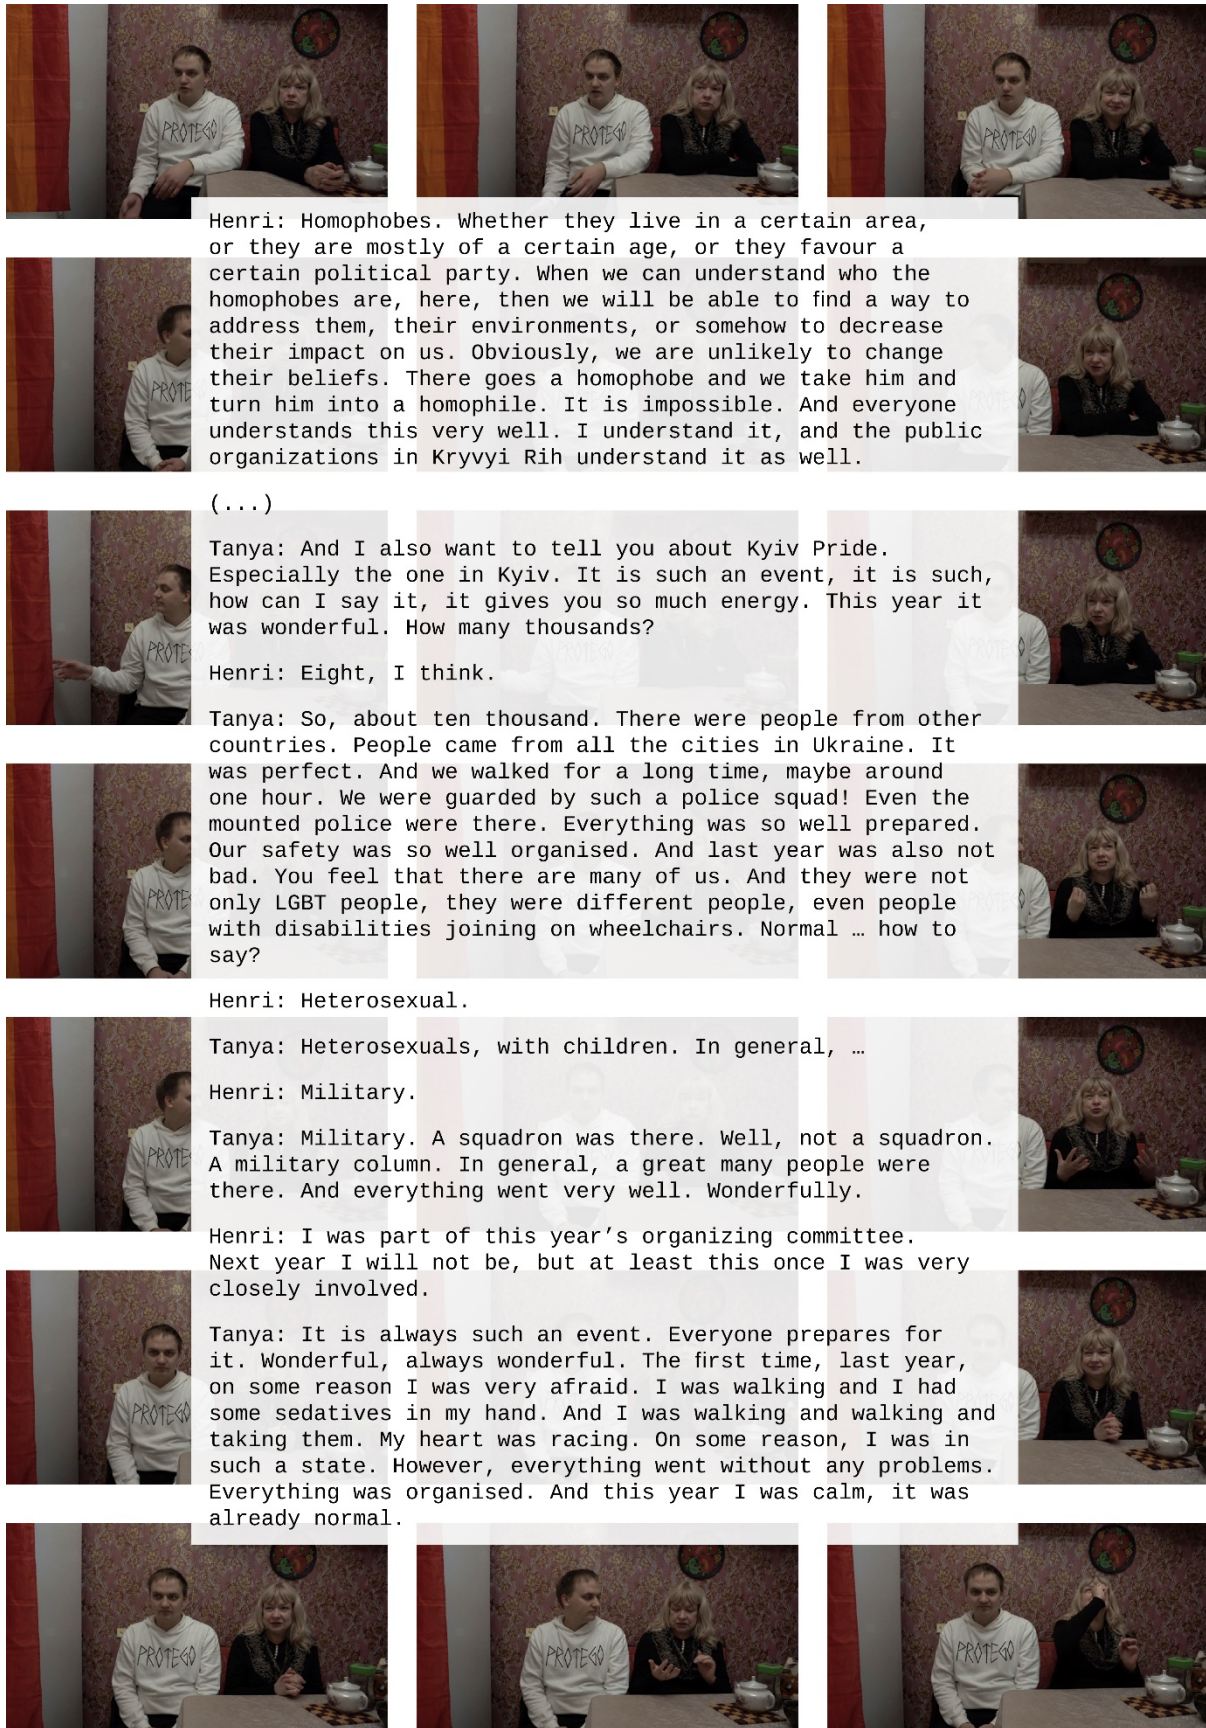 PROTEGO
PROTEGO
PROTEGO
Henri: Homophobes. Whether they live in a certain area,
or they are mostly of a certain age, or they favour a
certain political party. When we can understand who the
homophobes are, here, then we will be able to find a way to
address them, their environments, or somehow to decrease
their impact on us. Obviously, we are unlikely to change
their beliefs. There goes a homophobe and we take him and
turn him into a homophile. It is impossible. And everyone
understands this very well. I understand it, and the public
organizations in Kryvyi Rih understand it as well.
(...)
Tanya: And I also want to tell you about Kyiv Pride.
Especially the one in Kyiv. It is such an event, it is such,
how can I say it, it gives you so much energy. This year it
was wonderful. How many thousands?
Henri: Eight, I think.
Tanya: So, about ten thousand. There were people from other
countries. People came from all the cities in Ukraine. It
was perfect. And we walked for a long time, maybe around
one hour. We were guarded by such a police squad! Even the
mounted police were there. Everything was so well prepared.
Our safety was so well organised. And last year was also not
bad. You feel that there are many of us. And they were not
only LGBT people, they were different people, even people
with disabilities joining on wheelchairs. Normal … how to
say?
Henri: Heterosexual.
Tanya: Heterosexuals, with children. In general, …
Henri: Military.
Tanya: Military. A squadron was there. Well, not a squadron.
A military column. In general, a great many people were
there. And everything went very well. Wonderfully.
Henri: I was part of this year’s organizing committee.
Next year I will not be, but at least this once I was very
closely involved.
Tanya: It is always such an event. Everyone prepares for
it. Wonderful, always wonderful. The first time, last year,
on some reason I was very afraid. I was walking and I had
some sedatives in my hand. And I was walking and walking and
taking them. My heart was racing. On some reason, I was in
such a state. However, everything went without any problems.
Everything was organised. And this year I was calm, it was
already normal.
PROTEGO
PROTEGO
PROTEGO